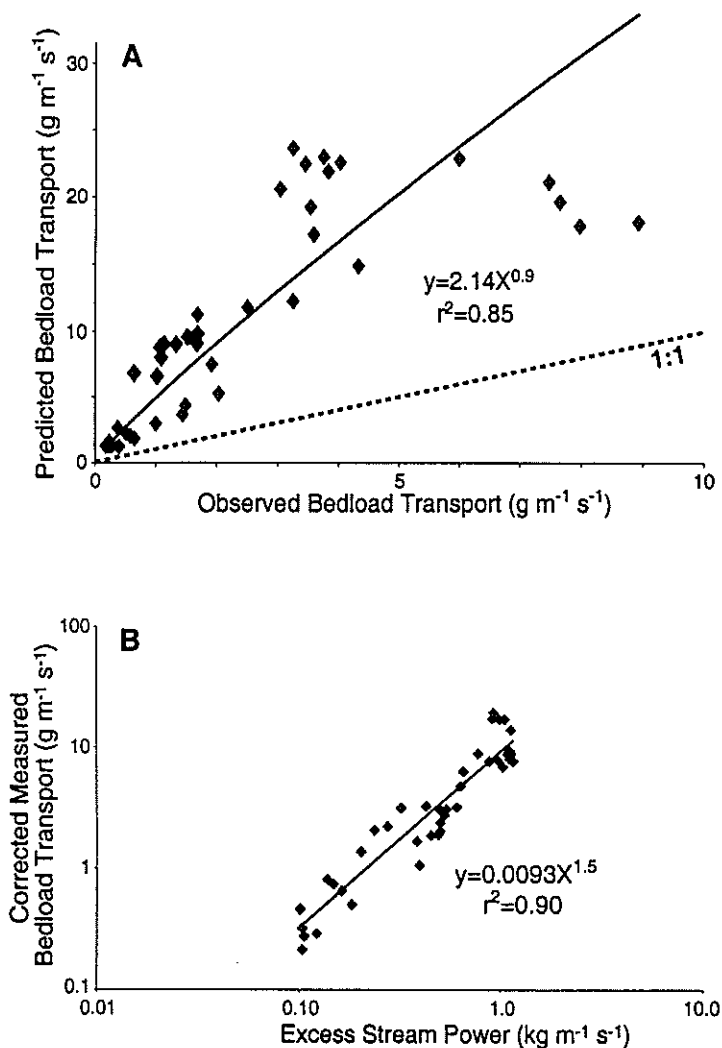 A
Predicted Bedload Transport (g m⁻¹ s⁻¹)
30
20
10
0
y=2.14X⁰·⁹
r²=0.85
1:1
0 5 10
Observed Bedload Transport (g m⁻¹ s⁻¹)
B
Corrected Measured
Bedload Transport (g m⁻¹ s⁻¹)
100
10
1
0.1
y=0.0093X¹·⁵
r²=0.90
0.01 0.10 1.0 10.0
Excess Stream Power (kg m⁻¹ s⁻¹)